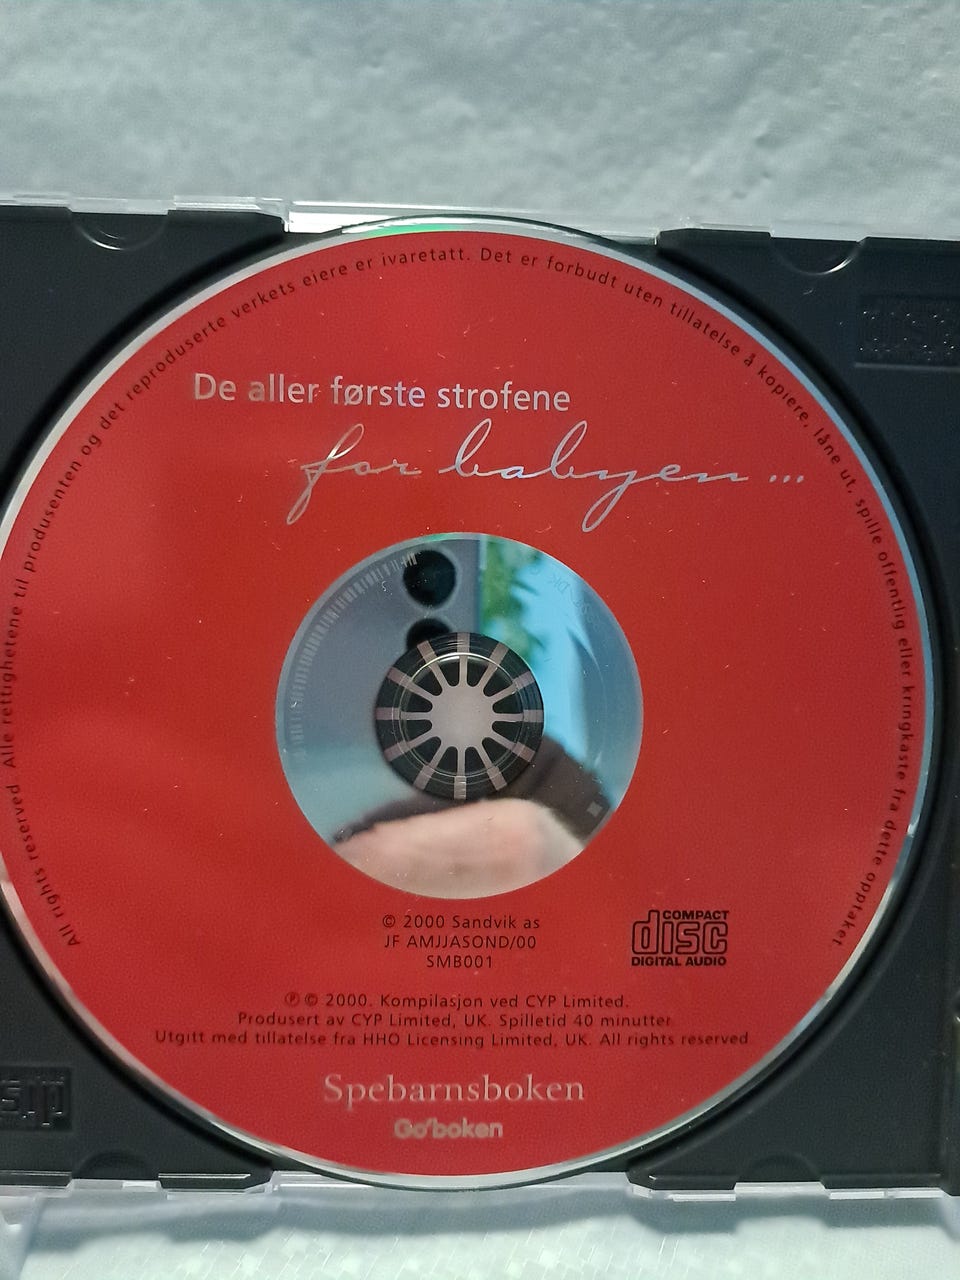 All rights reserved. Alle rettighetene til produsenten og det reproduserte verkets eiere er ivaretatt. Det er forbudt uten tillatelse å kopiere, låne ut, spille offentlig eller kringkaste fra dette opptaket
De aller første strofene
for babyen...
© 2000 Sandvik as
JF AMJJASOND/00
SMB001
COMPACT
disc
DIGITAL AUDIO
℗ © 2000. Kompilasjon ved CYP Limited.
Produsert av CYP Limited, UK. Spilletid 40 minutter.
Utgitt med tillatelse fra HHO Licensing Limited, UK. All rights reserved
Spebarnsboken
Go'boken